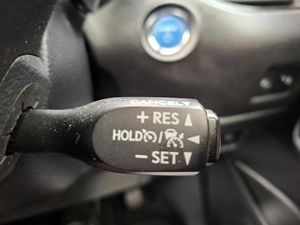 CANCEL
+ RES ▲
HOLD /
− SET ▼